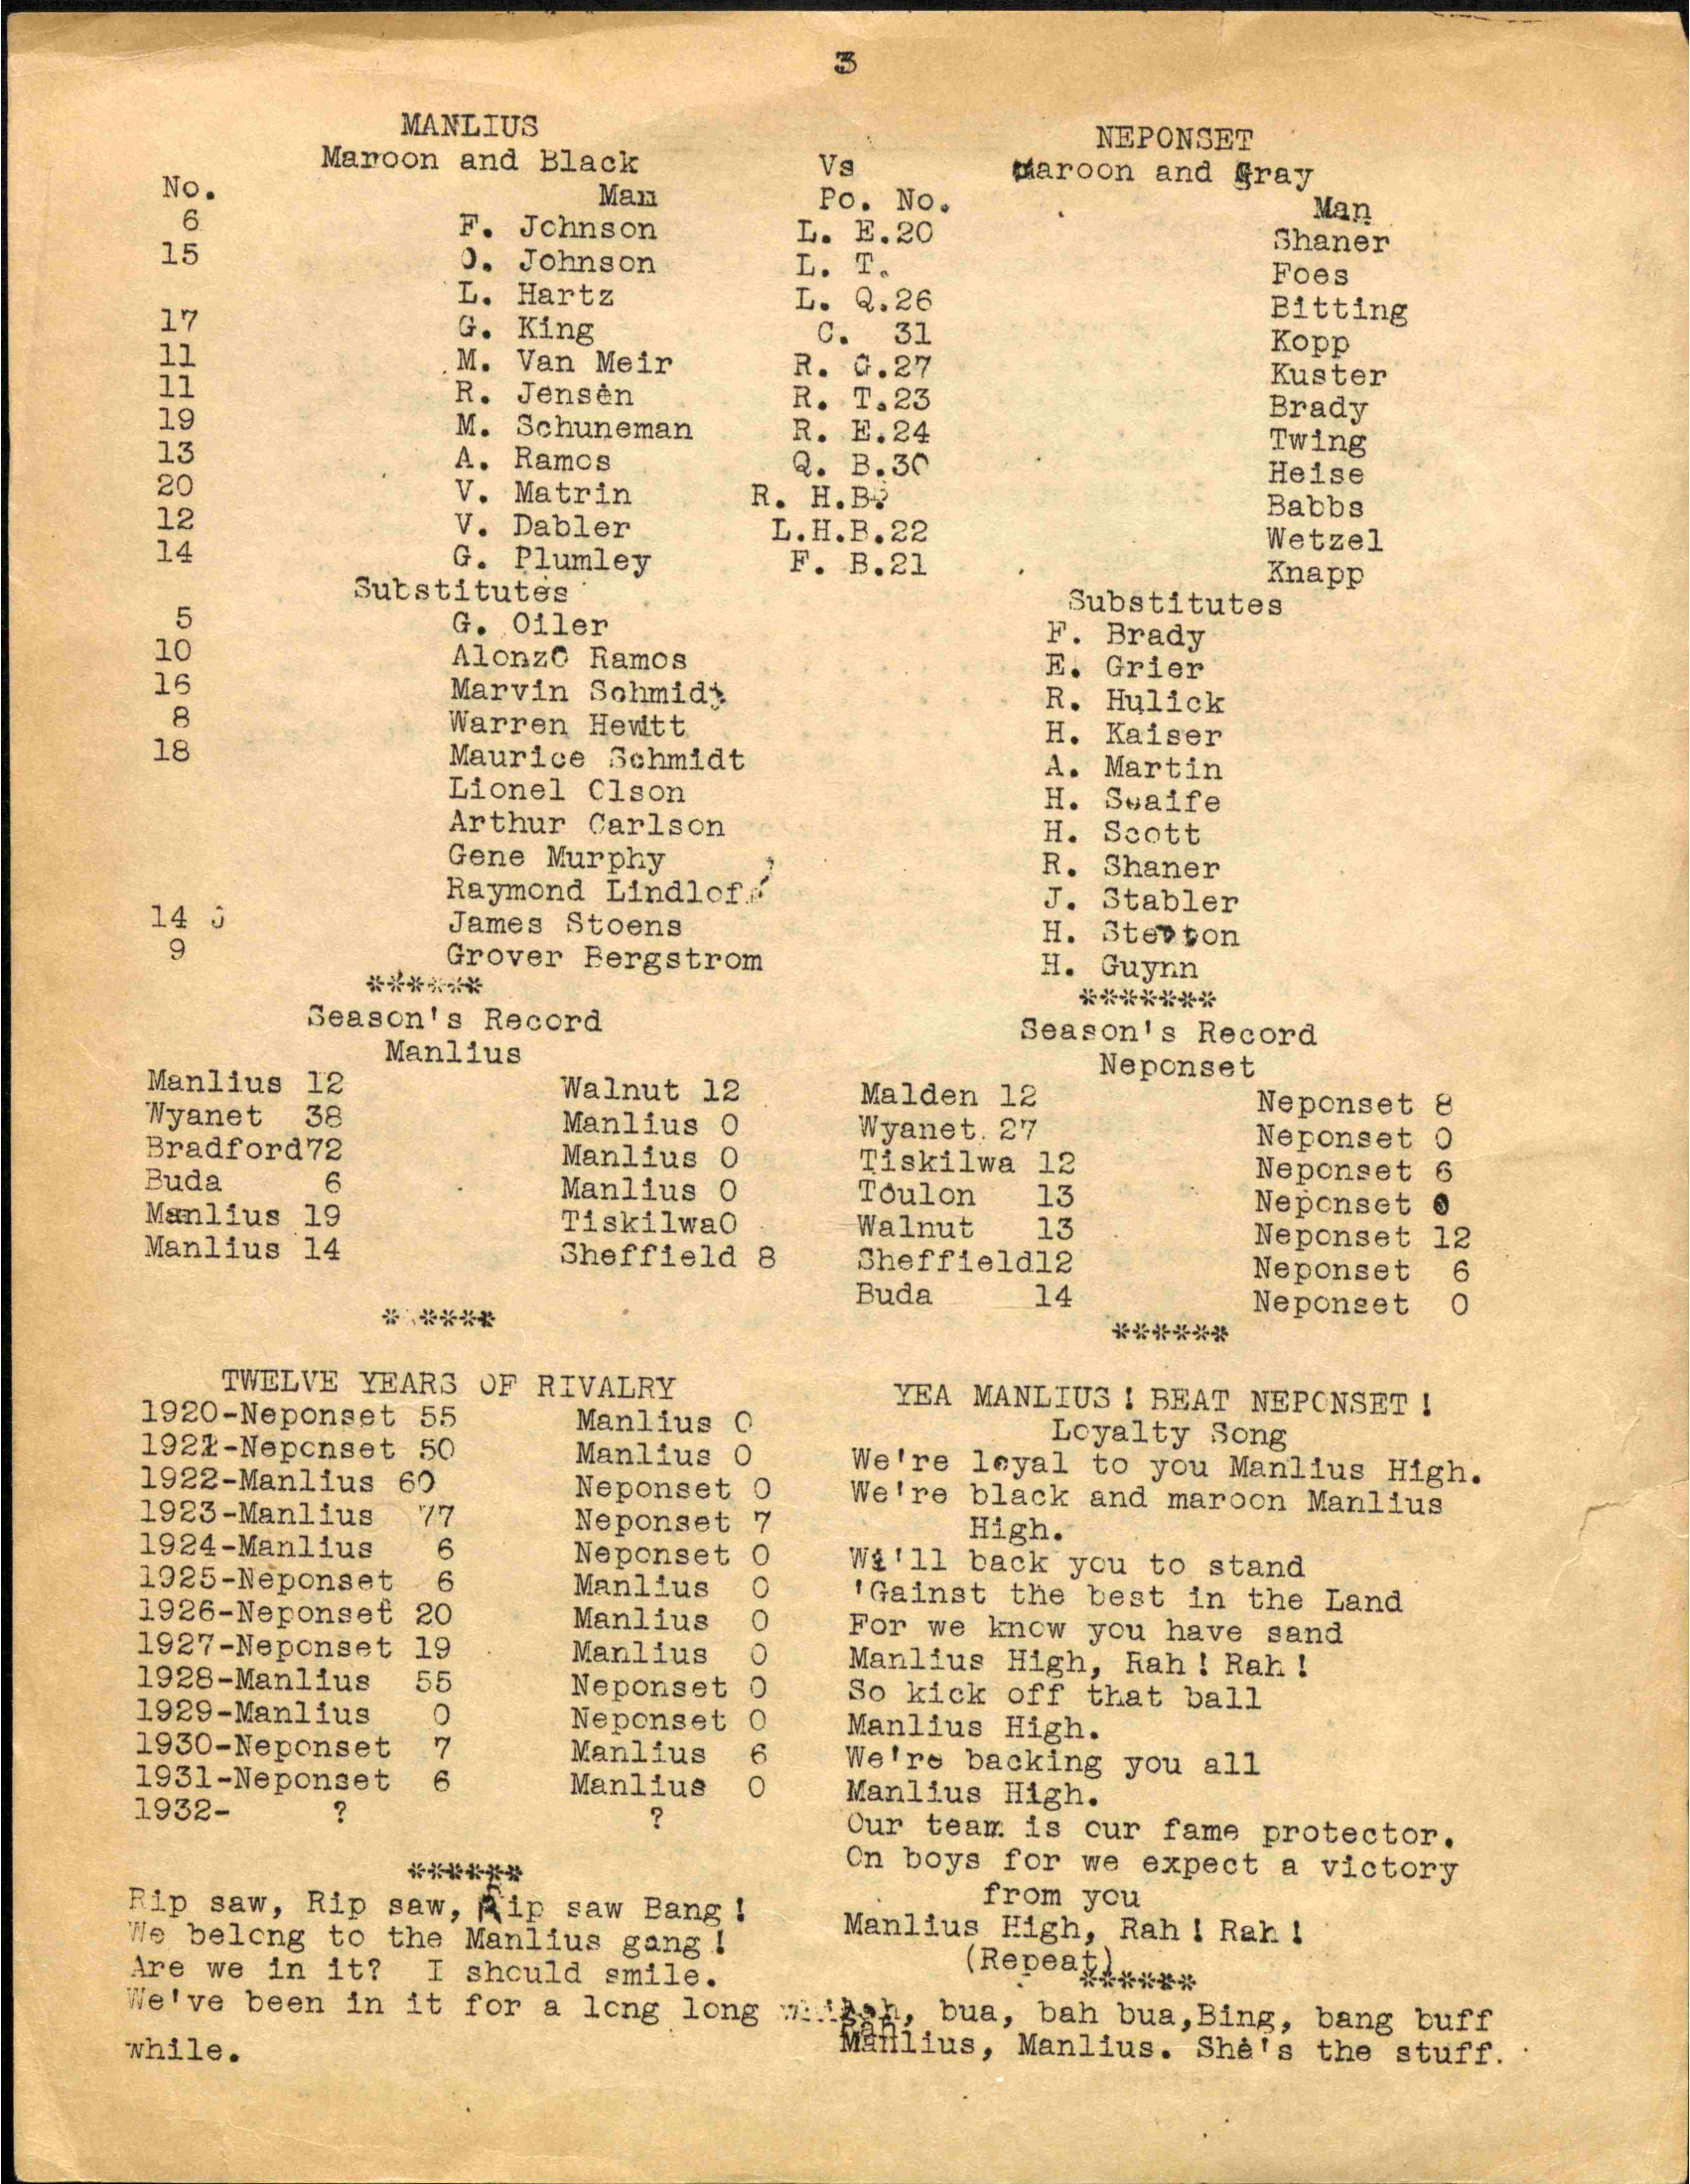 3
MANLIUS
Maroon and Black
No. Man
6 F. Johnson
15 O. Johnson
L. Hartz
17 G. King
11 M. Van Meir
11 R. Jensen
19 M. Schuneman
13 A. Ramos
20 V. Matrin
12 V. Dabler
14 G. Plumley
Substitutes
5 G. Oiler
10 Alonzo Ramos
16 Marvin Schmidt
8 Warren Hewitt
18 Maurice Schmidt
Lionel Olson
Arthur Carlson
Gene Murphy
Raymond Lindlof
14 James Stoens
9 Grover Bergstrom
******
Vs
Po. No.
L. E.20
L. T.
L. Q.26
C. 31
R. G.27
R. T.23
R. E.24
Q. B.30
R. H.B?
L.H.B.22
F. B.21
NEPONSET
Maroon and Gray
Man
Shaner
Foes
Bitting
Kopp
Kuster
Brady
Twing
Heise
Babbs
Wetzel
Knapp
Substitutes
F. Brady
E. Grier
R. Hulick
H. Kaiser
A. Martin
H. Scaife
H. Scott
R. Shaner
J. Stabler
H.
H. Guynn
*******
Season's Record
Manlius
Manlius 12 Walnut 12
Wyanet 38 Manlius 0
Bradford72 Manlius 0
Buda 6 Manlius 0
Manlius 19 Tiskilwa0
Manlius 14 Sheffield 8
* ****
Season's Record
Neponset
Malden 12 Neponset 8
Wyanet 27 Neponset 0
Tiskilwa 12 Neponset 6
Toulon 13 Neponset 0
Walnut 13 Neponset 12
Sheffield12 Neponset 6
Buda 14 Neponset 0
******
TWELVE YEARS OF RIVALRY
1920-Neponset 55 Manlius 0
1921-Neponset 50 Manlius 0
1922-Manlius 60 Neponset 0
1923-Manlius 77 Neponset 7
1924-Manlius 6 Neponset 0
1925-Neponset 6 Manlius 0
1926-Neponset 20 Manlius 0
1927-Neponset 19 Manlius 0
1928-Manlius 55 Neponset 0
1929-Manlius 0 Neponset 0
1930-Neponset 7 Manlius 6
1931-Neponset 6 Manlius 0
1932- ? ?
******
Rip saw, Rip saw, Rip saw Bang!
We belong to the Manlius gang!
Are we in it? I should smile.
We've been in it for a long long
while.
YEA MANLIUS! BEAT NEPONSET!
Loyalty Song
We're loyal to you Manlius High.
We're black and maroon Manlius
High.
We'll back you to stand
'Gainst the best in the Land
For we know you have sand
Manlius High, Rah! Rah!
So kick off that ball
Manlius High.
We're backing you all
Manlius High.
Our team is our fame protector.
On boys for we expect a victory
from you
Manlius High, Rah! Rah!
(Repeat)
******
Bah, bua, bah bua,Bing, bang buff
Manlius, Manlius. She's the stuff.